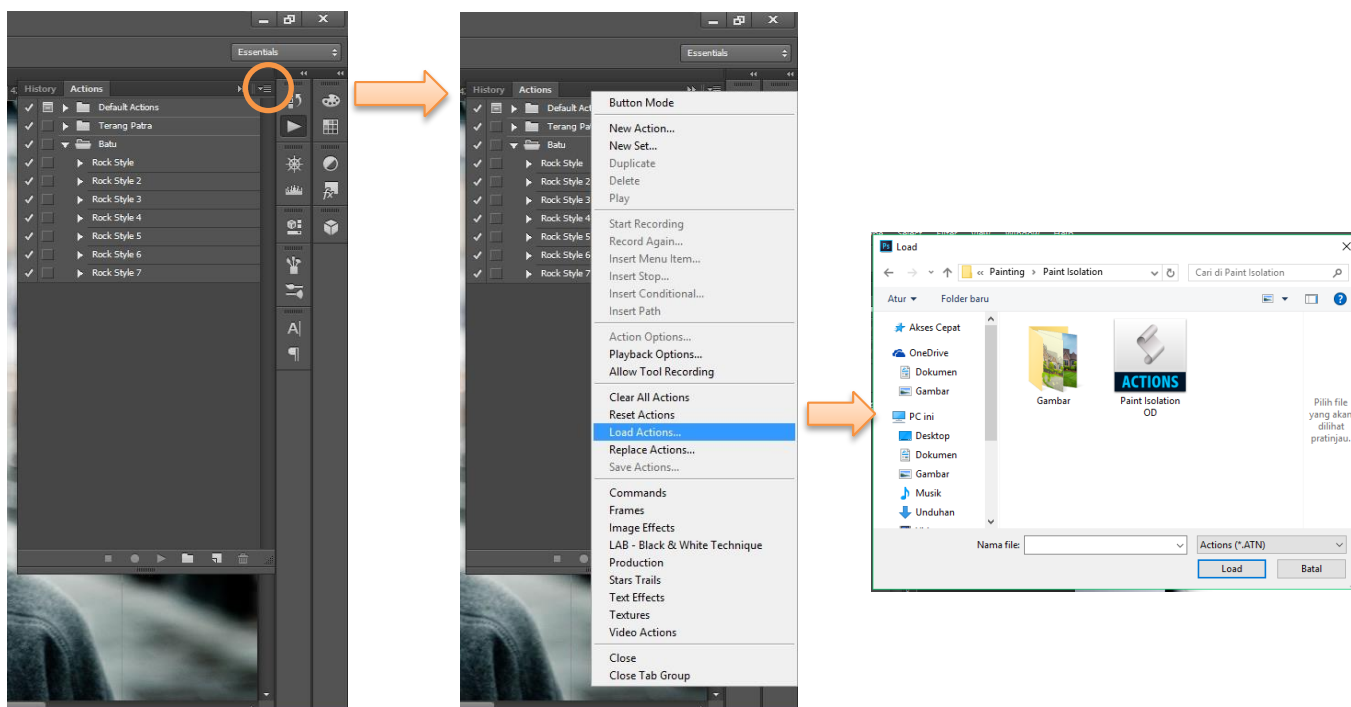 Essentials
History Actions
Default Actions
Terang Patra
Batu
Rock Style
Rock Style 2
Rock Style 3
Rock Style 4
Rock Style 5
Rock Style 6
Rock Style 7
Essentials
History Actions
Default Act
Terang Pa
Batu
Rock Style
Rock Style 2
Rock Style 3
Rock Style 4
Rock Style 5
Rock Style 6
Rock Style 7
Button Mode
New Action...
New Set...
Duplicate
Delete
Play
Start Recording
Record Again...
Insert Menu Item...
Insert Stop...
Insert Conditional...
Insert Path
Action Options...
Playback Options...
Allow Tool Recording
Clear All Actions
Reset Actions
Load Actions...
Replace Actions...
Save Actions...
Commands
Frames
Image Effects
LAB - Black & White Technique
Production
Stars Trails
Text Effects
Textures
Video Actions
Close
Close Tab Group
Ps Load
« Painting › Paint Isolation
Cari di Paint Isolation
Atur Folder baru
Akses Cepat
OneDrive
Dokumen
Gambar
PC ini
Desktop
Dokumen
Gambar
Musik
Unduhan
Gambar
ACTIONS
Paint Isolation
OD
Pilih file
yang akan
dilihat
pratinjau.
Nama file:
Actions (*.ATN)
Load Batal